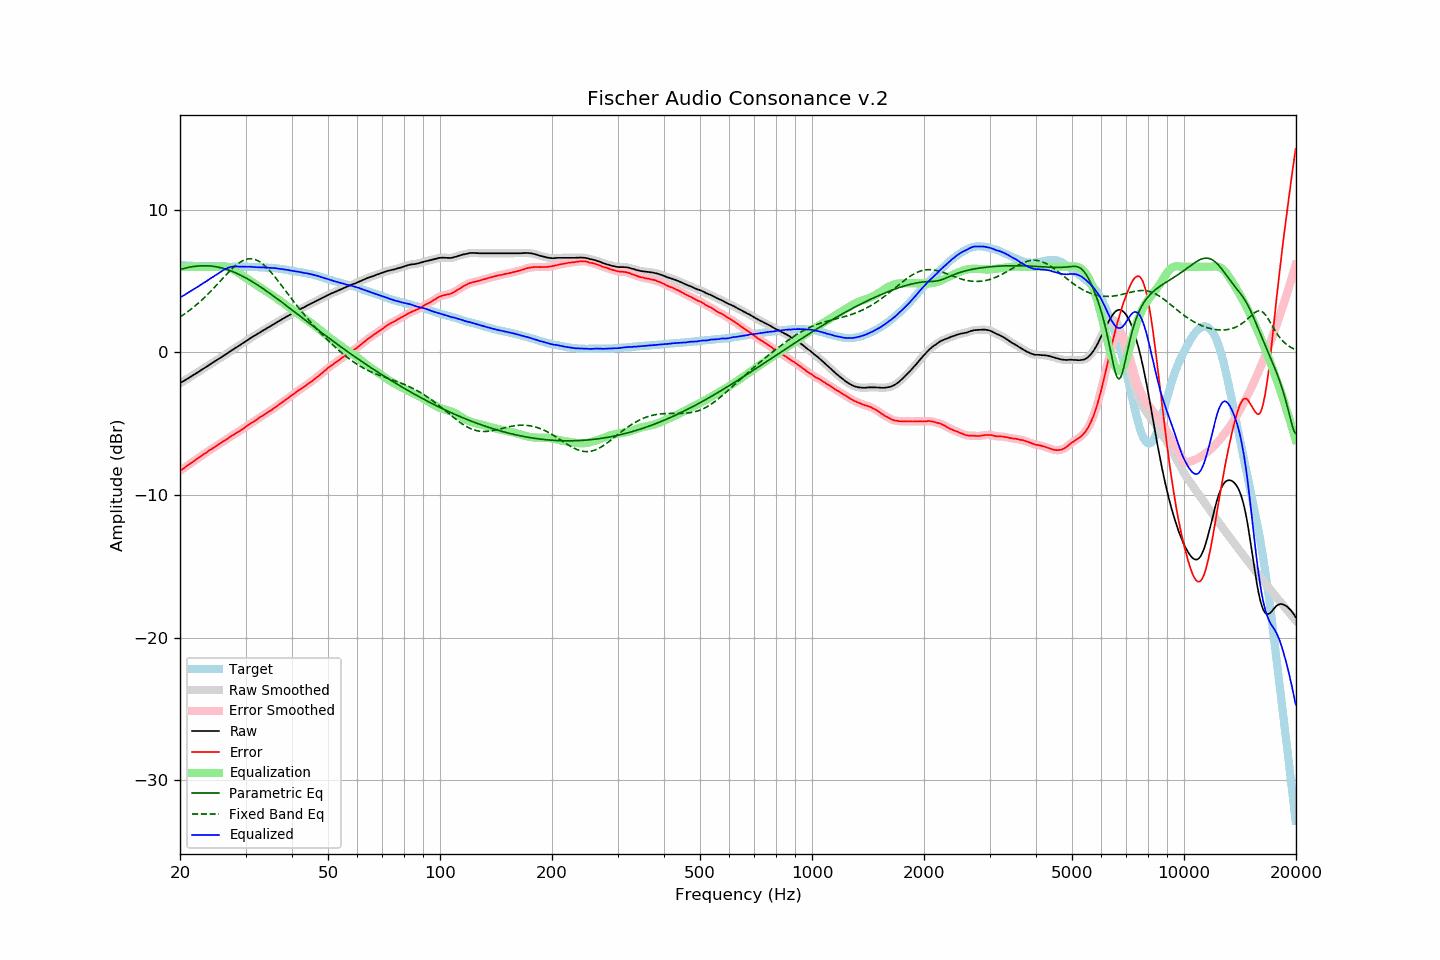 Fischer Audio Consonance v.2
Amplitude (dBr)
10
0
−10
−20
−30
Target
Raw Smoothed
Error Smoothed
Raw
Error
Equalization
Parametric Eq
Fixed Band Eq
Equalized
20 50 100 200 500 1000 2000 5000 10000 20000
Frequency (Hz)